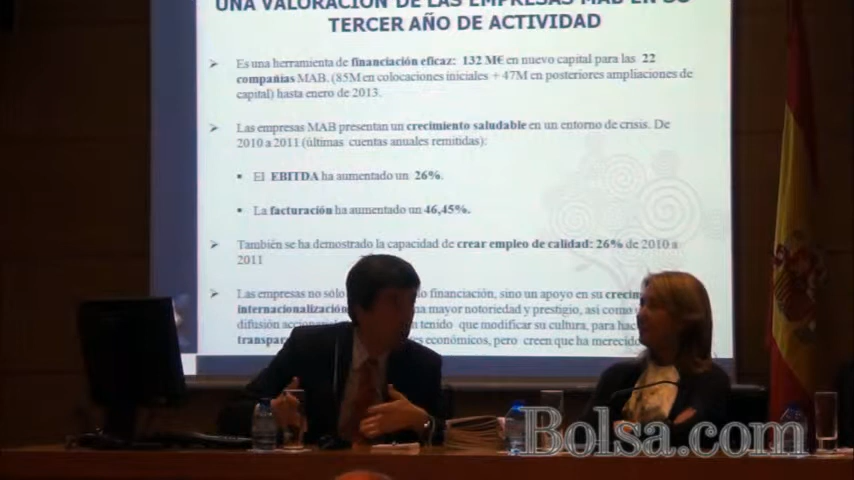 UNA VALORACIÓN DE LAS EMPRESAS MAB EN SU
TERCER AÑO DE ACTIVIDAD
➢ Es una herramienta de financiación eficaz: 132 M€ en nuevo capital para las 22
compañías MAB. (85M en colocaciones iniciales + 47M en posteriores ampliaciones de
capital) hasta enero de 2013.
➢ Las empresas MAB presentan un crecimiento saludable en un entorno de crisis. De
2010 a 2011 (últimas cuentas anuales remitidas):
▪ El EBITDA ha aumentado un 26%.
▪ La facturación ha aumentado un 46,45%.
➢ También se ha demostrado la capacidad de crear empleo de calidad: 26% de 2010 a
2011
➢ Las empresas no sólo financiación, sino un apoyo en su
mayor notoriedad y prestigio, así como
difusión tenido que modificar su cultura, para
económicos, pero creen que ha merecido
Bolsa.com